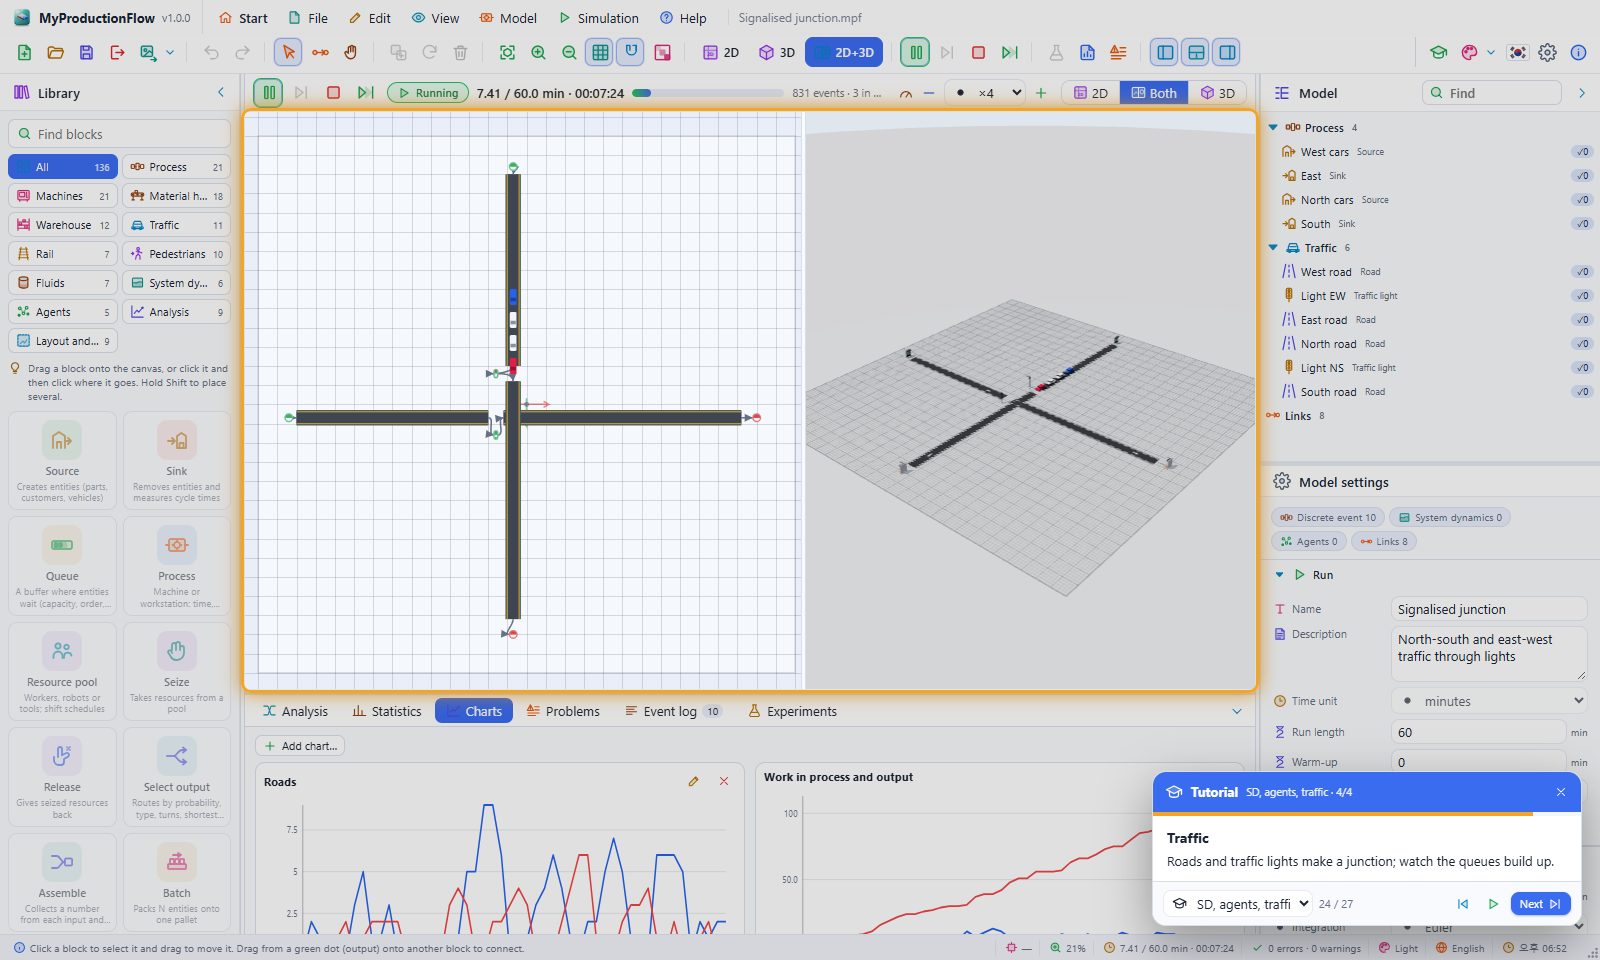 MyProductionFlow v1.0.0 Start File Edit View Model Simulation Help Signalised junction.mpf
2D 3D 2D+3D
Library
Find blocks
All 136
Process 21
Machines 21
Material h... 18
Warehouse 12
Traffic 11
Rail 7
Pedestrians 10
Fluids 7
System dy... 6
Agents 5
Analysis 9
Layout and... 9
Drag a block onto the canvas, or click it and
then click where it goes. Hold Shift to place
several.
Source
Creates entities (parts,
customers, vehicles)
Sink
Removes entities and
measures cycle times
Queue
A buffer where entities
wait (capacity, order,...
Process
Machine or
workstation: time,...
Resource pool
Workers, robots or
tools; shift schedules
Seize
Takes resources from a
pool
Release
Gives seized resources
back
Select output
Routes by probability,
type, turns, shortest...
Assemble
Collects a number
from each input and...
Batch
Packs N entities onto
one pallet
Running 7.41 / 60.0 min · 00:07:24 831 events · 3 in ... ×4 2D Both 3D
Analysis Statistics Charts Problems Event log 10 Experiments
Add chart...
Roads
7.5
5
2.5
Work in process and output
100
50.0
Model
Find
Process 4
West cars Source √0
East Sink √0
North cars Source √0
South Sink √0
Traffic 6
West road Road √0
Light EW Traffic light √0
East road Road √0
North road Road √0
Light NS Traffic light √0
South road Road √0
Links 8
Model settings
Discrete event 10 System dynamics 0
Agents 0 Links 8
Run
Name Signalised junction
Description North-south and east-west
traffic through lights
Time unit minutes
Run length 60 min
Warm-up 0 min
Tutorial SD, agents, traffic · 4/4
Traffic
Roads and traffic lights make a junction; watch the queues build up.
SD, agents, traffi 24 / 27 Next
Integration Euler
Click a block to select it and drag to move it. Drag from a green dot (output) onto another block to connect.
— 21% 7.41 / 60.0 min · 00:07:24 0 errors · 0 warnings Light English 오후 06:52